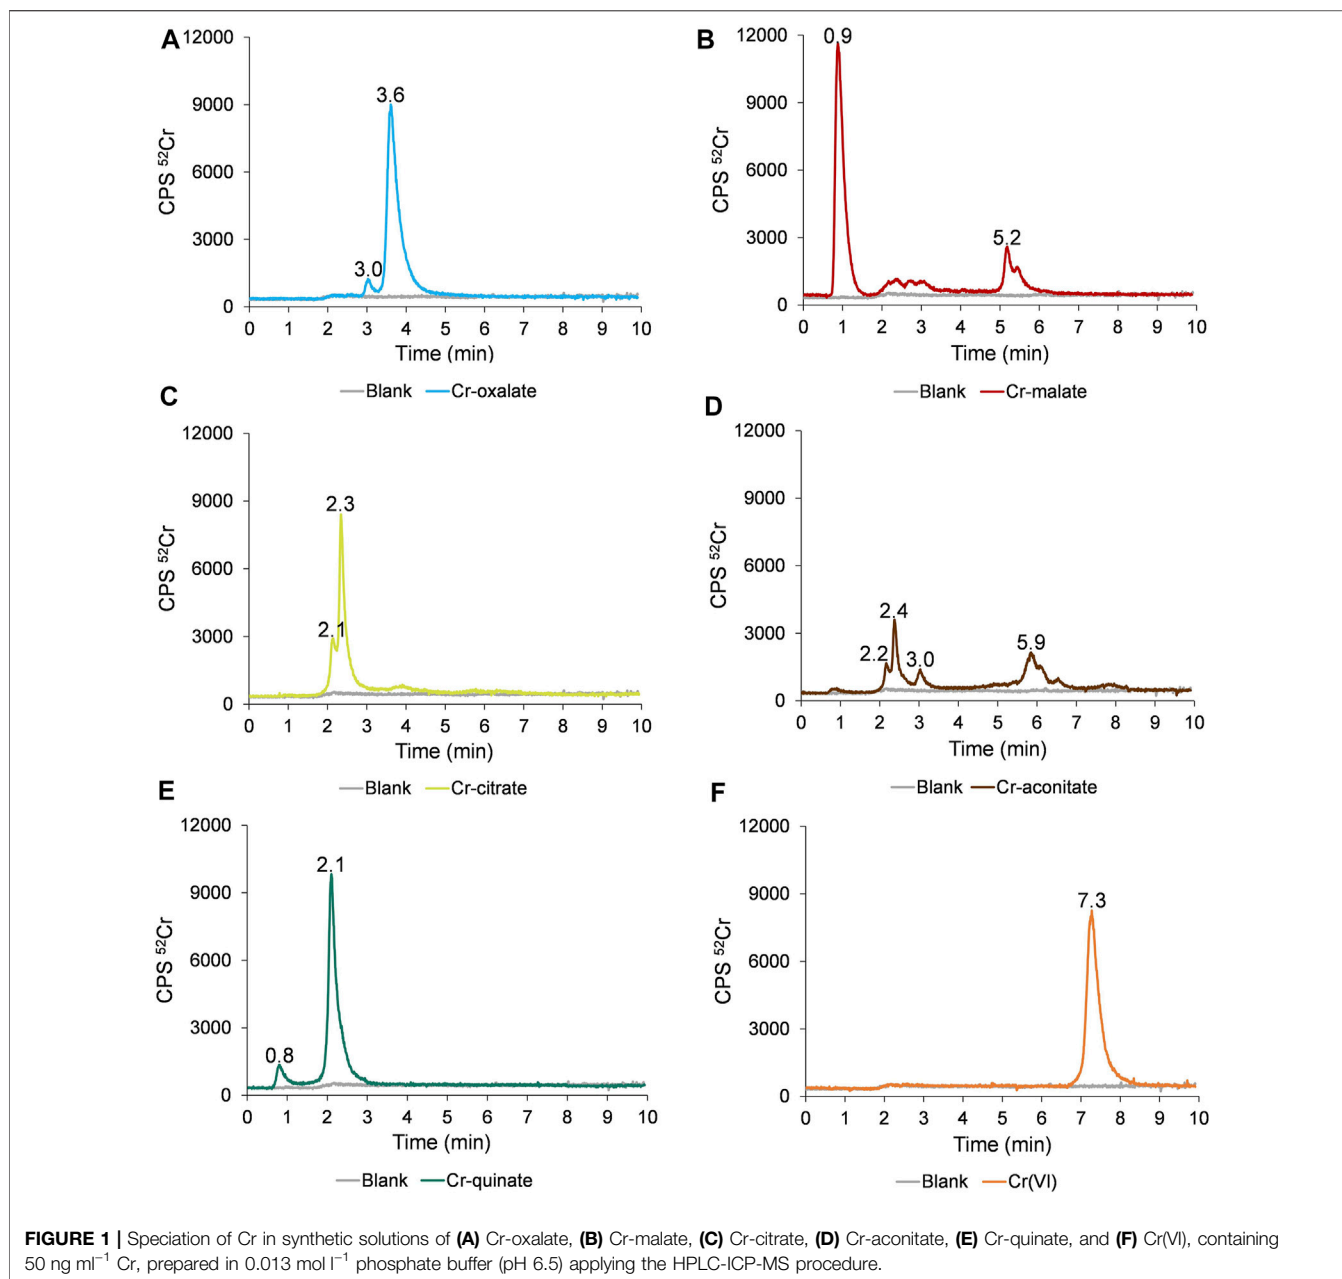 A
12000
9000
6000
3000
0
CPS ⁵²Cr
3.0
3.6
0 1 2 3 4 5 6 7 8 9 10
Time (min)
Blank Cr-oxalate
B
12000
9000
6000
3000
0
CPS ⁵²Cr
0.9
5.2
0 1 2 3 4 5 6 7 8 9 10
Time (min)
Blank Cr-malate
C
12000
9000
6000
3000
0
CPS ⁵²Cr
2.1
2.3
0 1 2 3 4 5 6 7 8 9 10
Time (min)
Blank Cr-citrate
D
12000
9000
6000
3000
0
CPS ⁵²Cr
2.2
2.4
3.0
5.9
0 1 2 3 4 5 6 7 8 9 10
Time (min)
Blank Cr-aconitate
E
12000
9000
6000
3000
0
CPS ⁵²Cr
0.8
2.1
0 1 2 3 4 5 6 7 8 9 10
Time (min)
Blank Cr-quinate
F
12000
9000
6000
3000
0
CPS ⁵²Cr
7.3
0 1 2 3 4 5 6 7 8 9 10
Time (min)
Blank Cr(VI)
FIGURE 1 | Speciation of Cr in synthetic solutions of (A) Cr-oxalate, (B) Cr-malate, (C) Cr-citrate, (D) Cr-aconitate, (E) Cr-quinate, and (F) Cr(VI), containing
50 ng ml⁻¹ Cr, prepared in 0.013 mol l⁻¹ phosphate buffer (pH 6.5) applying the HPLC-ICP-MS procedure.